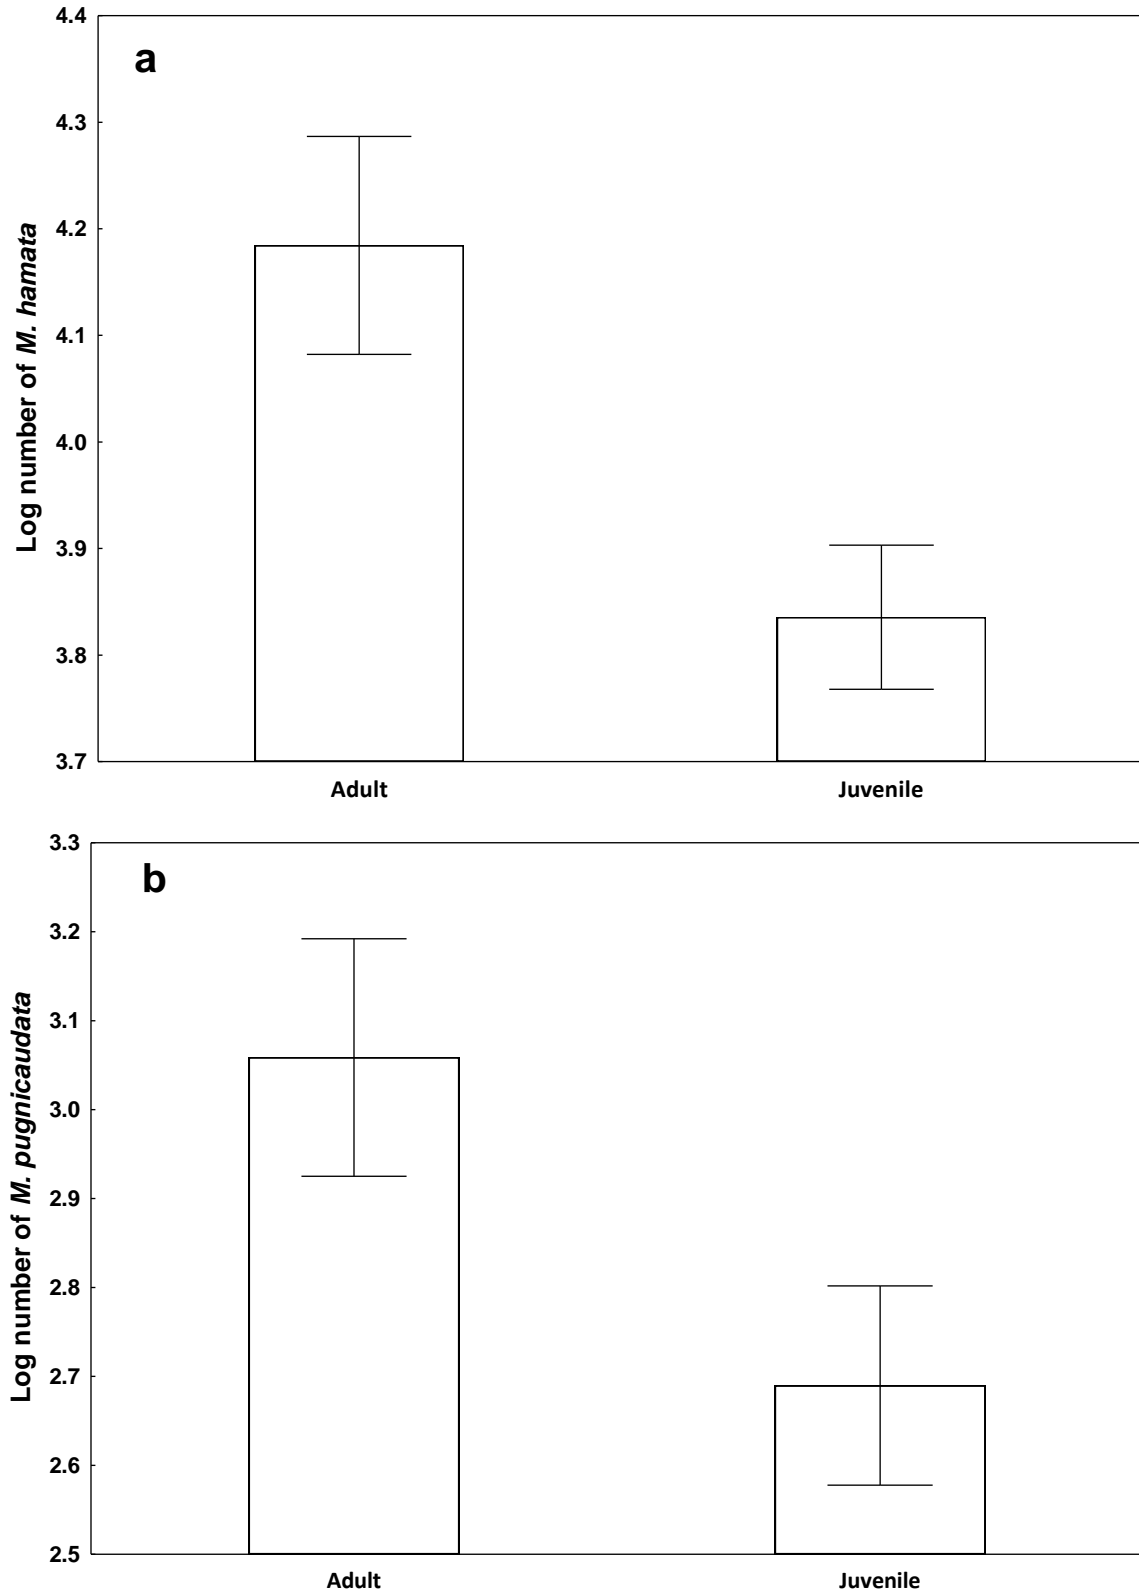 a
Log number of M. hamata
4.4
4.3
4.2
4.1
4.0
3.9
3.8
3.7
Adult Juvenile
b
Log number of M. pugnicaudata
3.3
3.2
3.1
3.0
2.9
2.8
2.7
2.6
2.5
Adult Juvenile